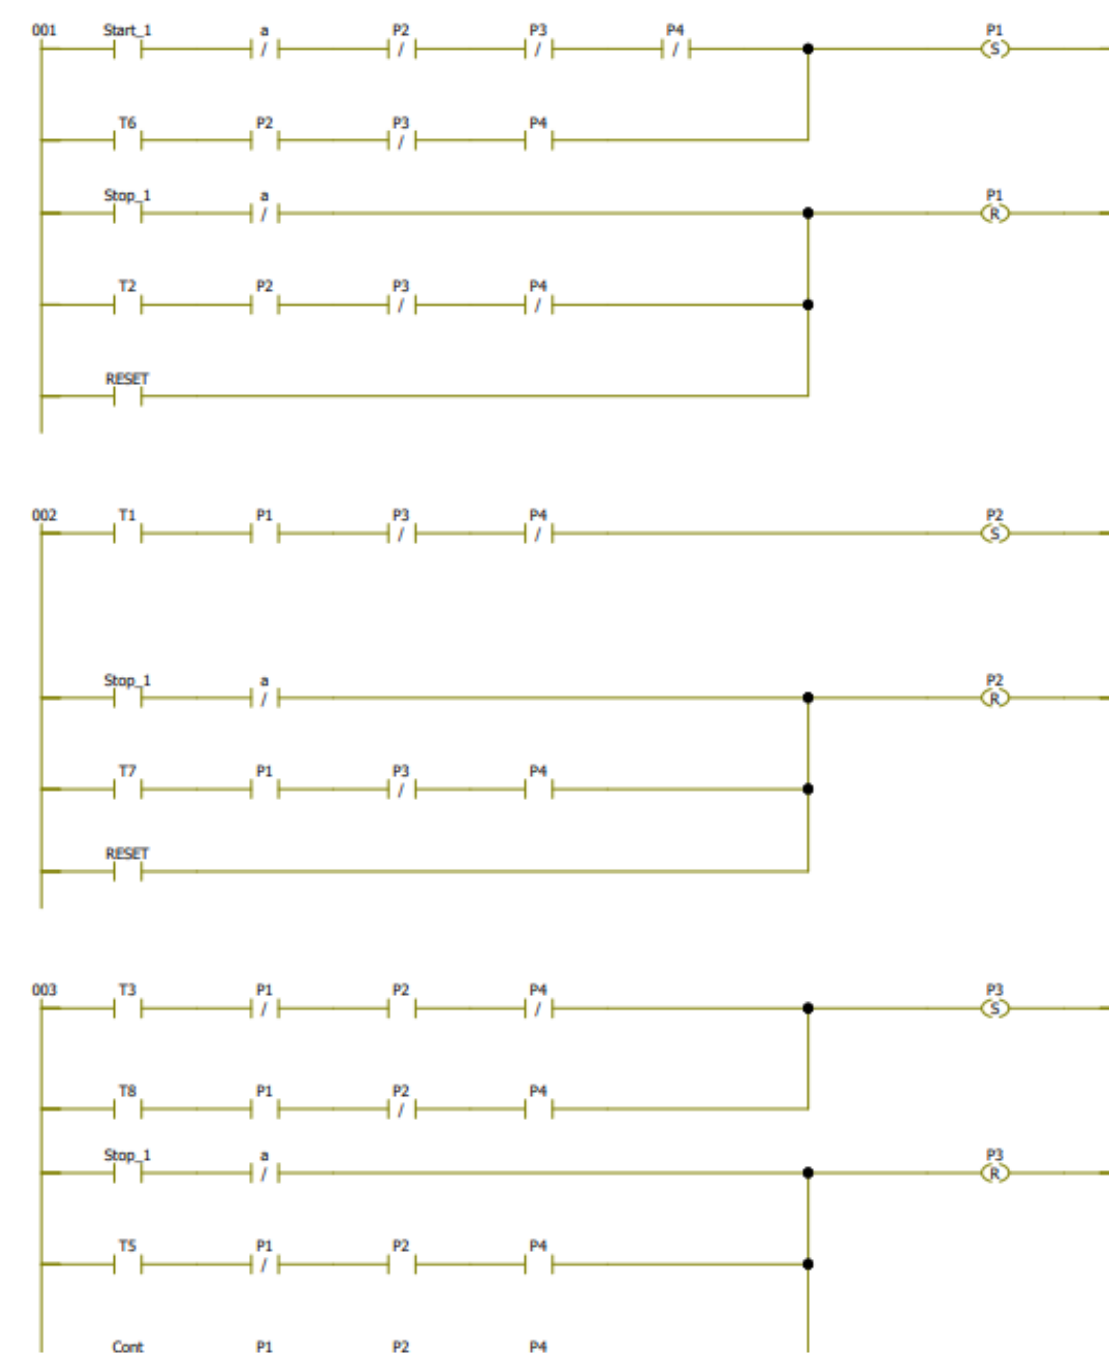 001 Start_1 a P2 P3 P4 P1
S
T6 P2 P3 P4
Stop_1 a P1
R
T2 P2 P3 P4
RESET
002 T1 P1 P3 P4 P2
S
Stop_1 a P2
R
T7 P1 P3 P4
RESET
003 T3 P1 P2 P4 P3
S
T8 P1 P2 P4
Stop_1 a P3
R
T5 P1 P2 P4
Cont P1 P2 P4